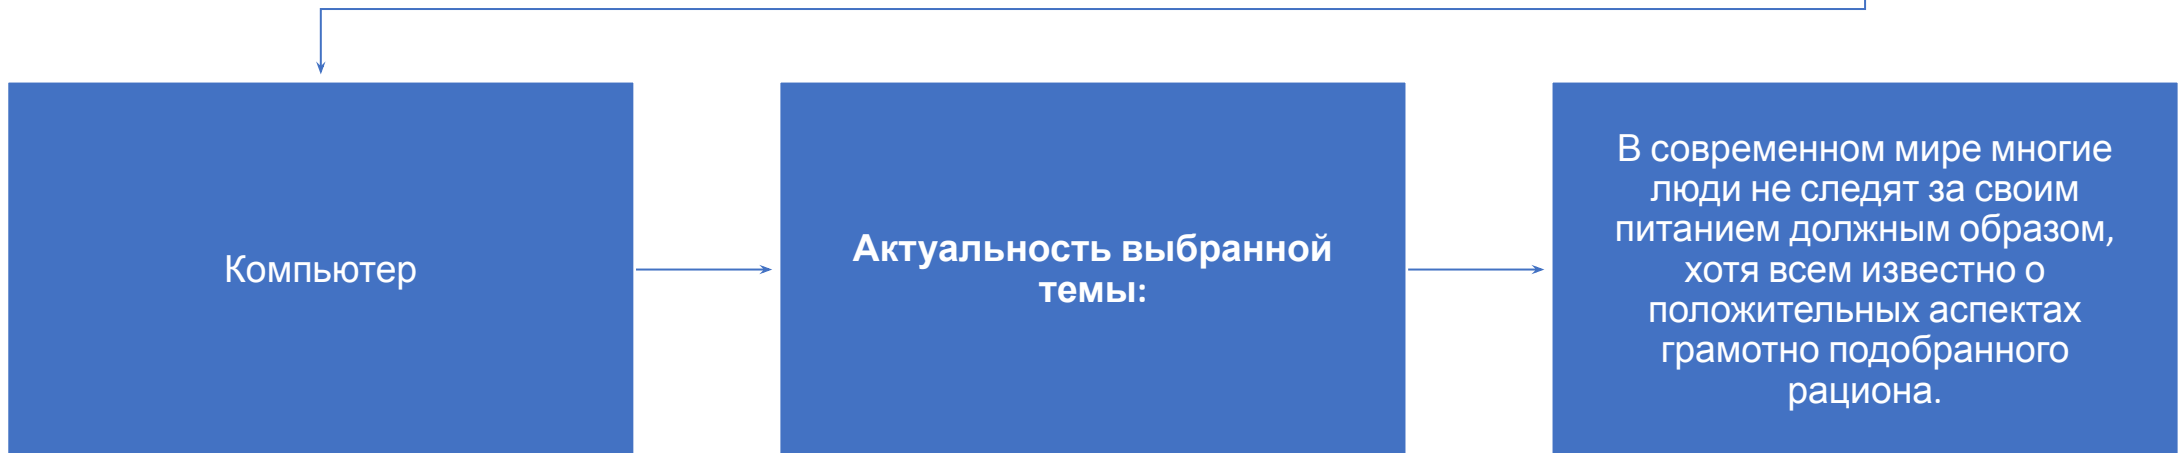 Компьютер
Актуальность выбранной
темы:
В современном мире многие
люди не следят за своим
питанием должным образом,
хотя всем известно о
положительных аспектах
грамотно подобранного
рациона.